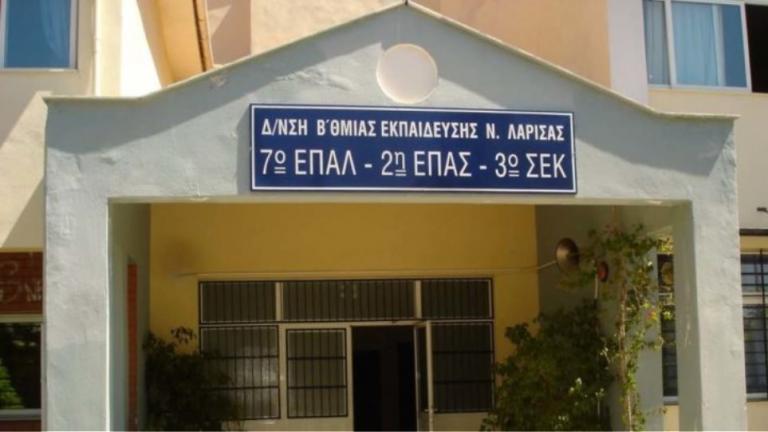 Δ/ΝΣΗ Β΄ΘΜΙΑΣ ΕΚΠΑΙΔΕΥΣΗΣ Ν. ΛΑΡΙΣΑΣ
7ο ΕΠΑΛ - 2η ΕΠΑΣ - 3ο ΣΕΚ